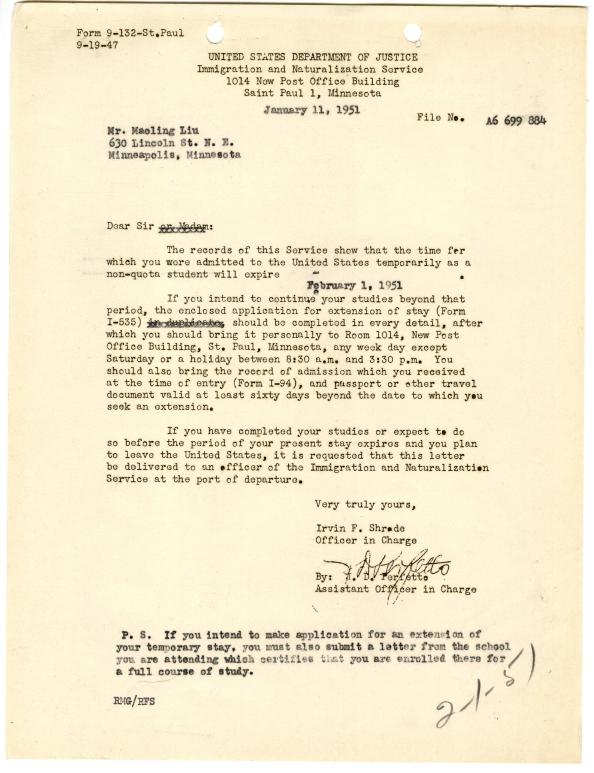 Form 9-132-St.Paul
9-19-47
UNITED STATES DEPARTMENT OF JUSTICE
Immigration and Naturalization Service
1014 New Post Office Building
Saint Paul 1, Minnesota
January 11, 1951
File No. A6 699 884
Mr. Maoling Liu
630 Lincoln St. N. E.
Minneapolis, Minnesota
Dear Sir or Madam:
The records of this Service show that the time for
which you were admitted to the United States temporarily as a
non-quota student will expire .
February 1, 1951
If you intend to continue your studies beyond that
period, the enclosed application for extension of stay (Form
I-535) in duplicate, should be completed in every detail, after
which you should bring it personally to Room 1014, New Post
Office Building, St. Paul, Minnesota, any week day except
Saturday or a holiday between 8:30 a.m. and 3:30 p.m. You
should also bring the record of admission which you received
at the time of entry (Form I-94), and passport or other travel
document valid at least sixty days beyond the date to which you
seek an extension.
If you have completed your studies or expect to do
so before the period of your present stay expires and you plan
to leave the United States, it is requested that this letter
be delivered to an officer of the Immigration and Naturalization
Service at the port of departure.
Very truly yours,
Irvin F. Shrode
Officer in Charge
By: D. Perfetto
Assistant Officer in Charge
P. S. If you intend to make application for an extension of
your temporary stay, you must also submit a letter from the school
you are attending which certifies that you are enrolled there for
a full course of study.
RMG/RFS
2-1-51